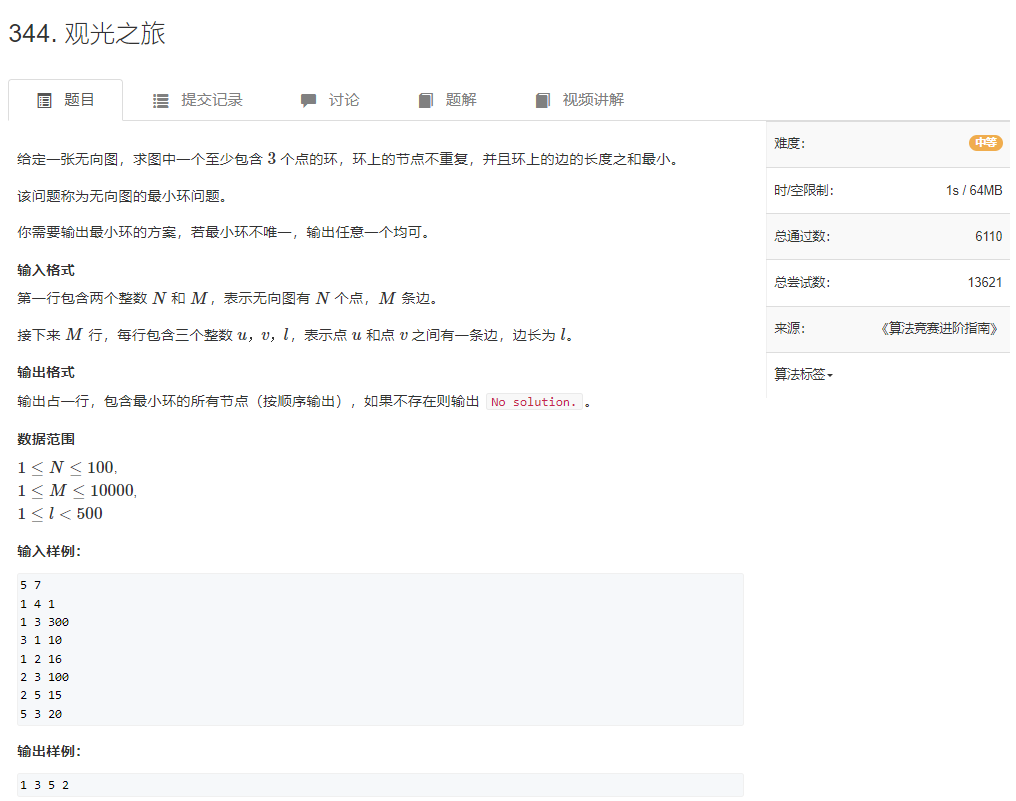 344. 观光之旅
题目
提交记录
讨论
题解
视频讲解
给定一张无向图，求图中一个至少包含 3 个点的环，环上的节点不重复，并且环上的边的长度之和最小。
该问题称为无向图的最小环问题。
你需要输出最小环的方案，若最小环不唯一，输出任意一个均可。
输入格式
第一行包含两个整数 N 和 M，表示无向图有 N 个点，M 条边。
接下来 M 行，每行包含三个整数 u，v，l，表示点 u 和点 v 之间有一条边，边长为 l。
输出格式
输出占一行，包含最小环的所有节点（按顺序输出），如果不存在则输出 No solution. 。
数据范围
1 ≤ N ≤ 100,
1 ≤ M ≤ 10000,
1 ≤ l < 500
输入样例：
5 7
1 4 1
1 3 300
3 1 10
1 2 16
2 3 100
2 5 15
5 3 20
输出样例：
1 3 5 2
难度： 中等
时/空限制： 1s / 64MB
总通过数： 6110
总尝试数： 13621
来源： 《算法竞赛进阶指南》
算法标签